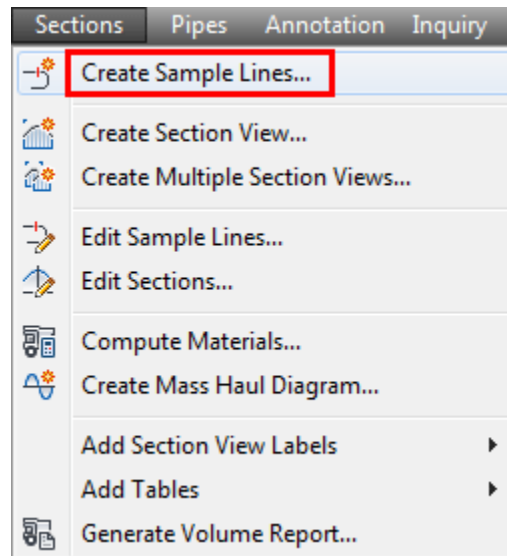 Sections Pipes Annotation Inquiry
Create Sample Lines...
Create Section View...
Create Multiple Section Views...
Edit Sample Lines...
Edit Sections...
Compute Materials...
Create Mass Haul Diagram...
Add Section View Labels
Add Tables
Generate Volume Report...